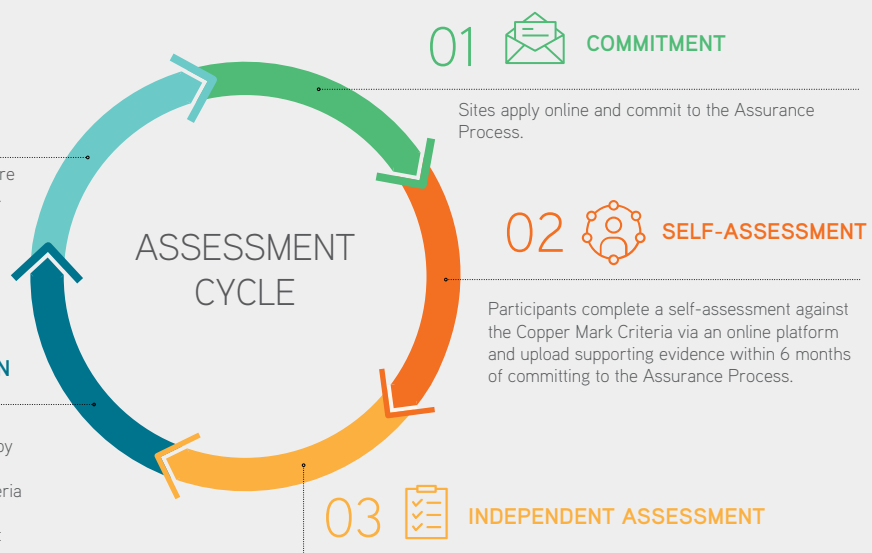 ASSESSMENT
CYCLE
01 COMMITMENT
Sites apply online and commit to the Assurance
Process.
02 SELF-ASSESSMENT
Participants complete a self-assessment against
the Copper Mark Criteria via an online platform
and upload supporting evidence within 6 months
of committing to the Assurance Process.
03 INDEPENDENT ASSESSMENT